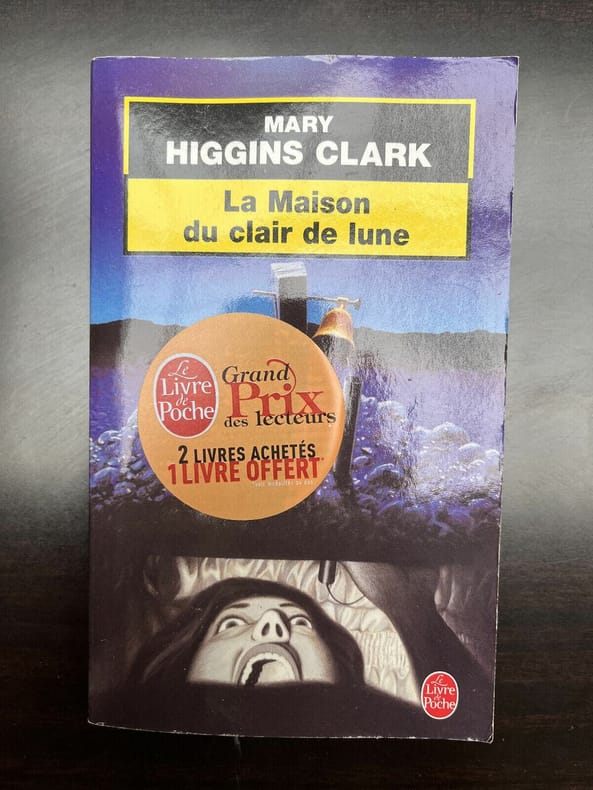 MARY
HIGGINS CLARK
La Maison
du clair de lune
Le
Livre
de
Poche
Grand
Prix
des lecteurs
2 LIVRES ACHETÉS
1 LIVRE OFFERT*
Le
Livre
de
Poche